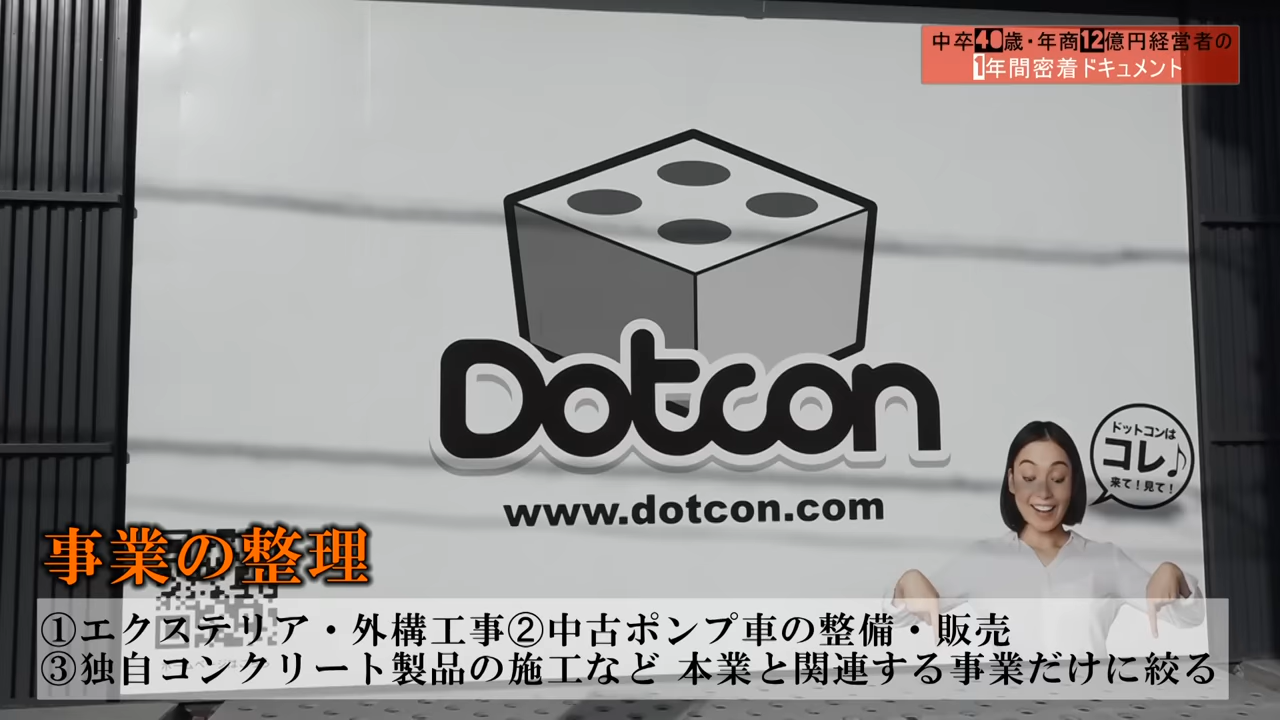 中卒40歳・年商12億円経営者の
1年間密着ドキュメント
Dotcon
www.dotcon.com
ドットコンは
コレ♪
来て!見て!
事業の整理
①エクステリア・外構工事②中古ポンプ車の整備・販売
③独自コンクリート製品の施工など 本業と関連する事業だけに絞る